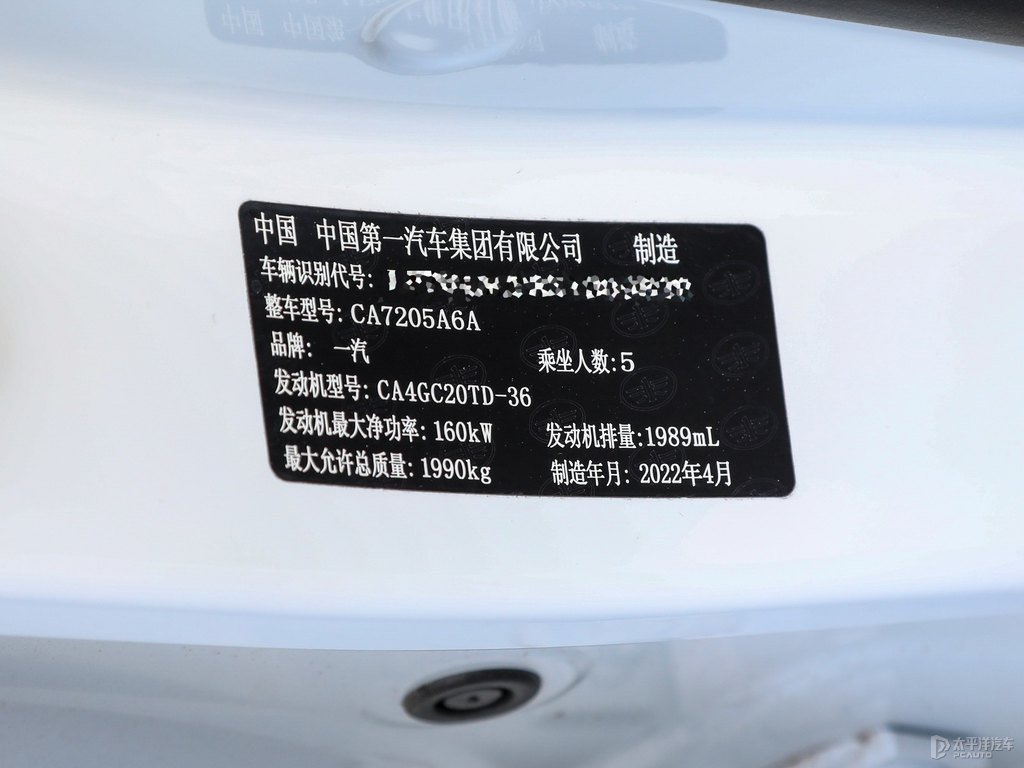 中国 中国第一汽车集团有限公司 制造
车辆识别代号:
整车型号: CA7205A6A
品牌: 一汽 乘坐人数:5
发动机型号: CA4GC20TD-36
发动机最大净功率: 160kW 发动机排量:1989mL
最大允许总质量: 1990kg 制造年月: 2022年4月
太平洋汽车
PCAUTO